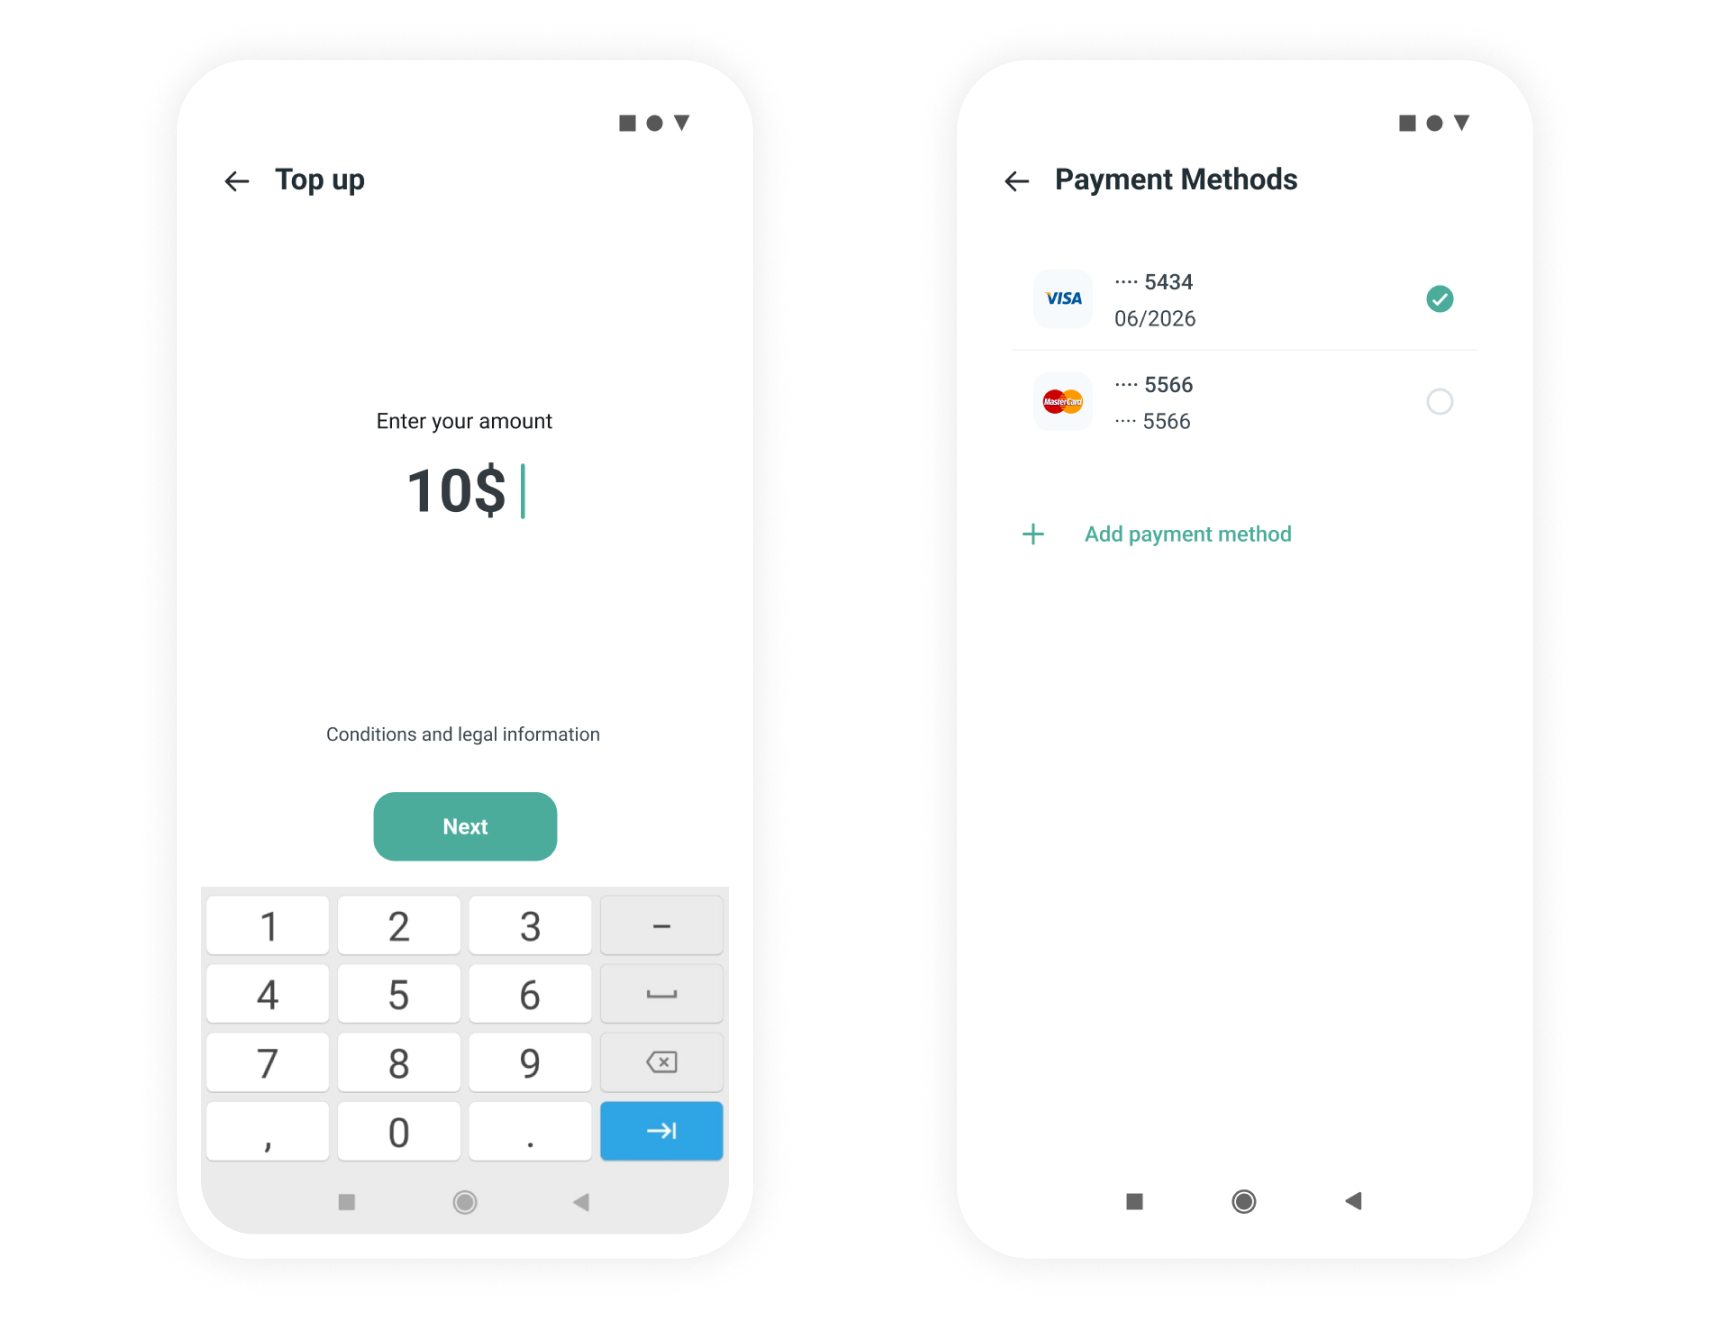 Top up
Enter your amount
10$
Conditions and legal information
Next
1 2 3 –
4 5 6
7 8 9
, 0 .
Payment Methods
VISA
···· 5434
06/2026
MasterCard
···· 5566
···· 5566
+ Add payment method